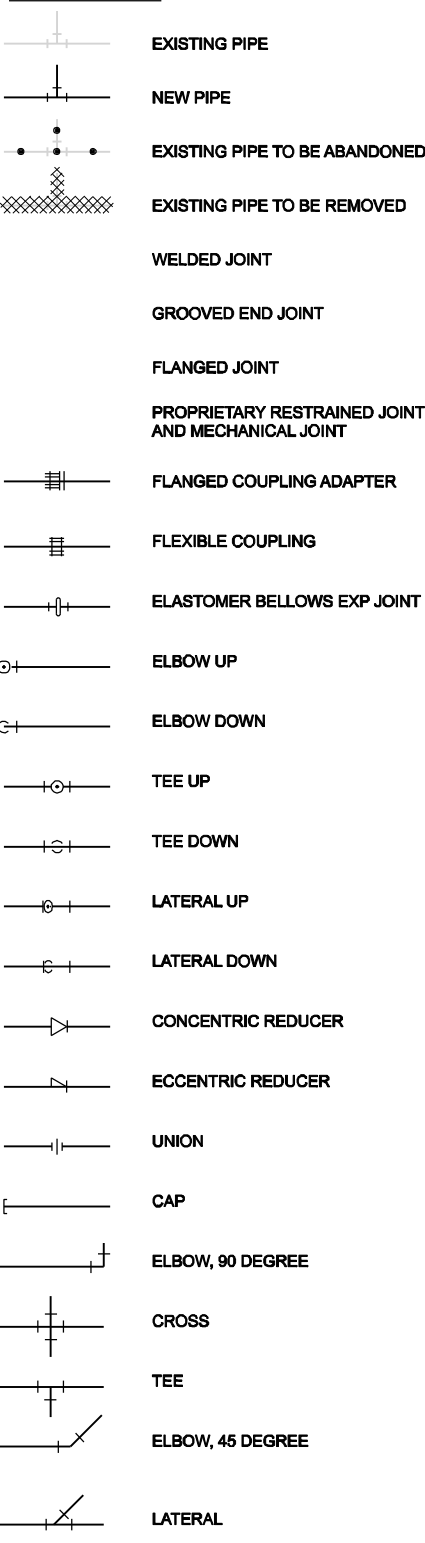 EXISTING PIPE
NEW PIPE
EXISTING PIPE TO BE ABANDONED
EXISTING PIPE TO BE REMOVED
WELDED JOINT
GROOVED END JOINT
FLANGED JOINT
PROPRIETARY RESTRAINED JOINT
AND MECHANICAL JOINT
FLANGED COUPLING ADAPTER
FLEXIBLE COUPLING
ELASTOMER BELLOWS EXP JOINT
ELBOW UP
ELBOW DOWN
TEE UP
TEE DOWN
LATERAL UP
LATERAL DOWN
CONCENTRIC REDUCER
ECCENTRIC REDUCER
UNION
CAP
ELBOW, 90 DEGREE
CROSS
TEE
ELBOW, 45 DEGREE
LATERAL